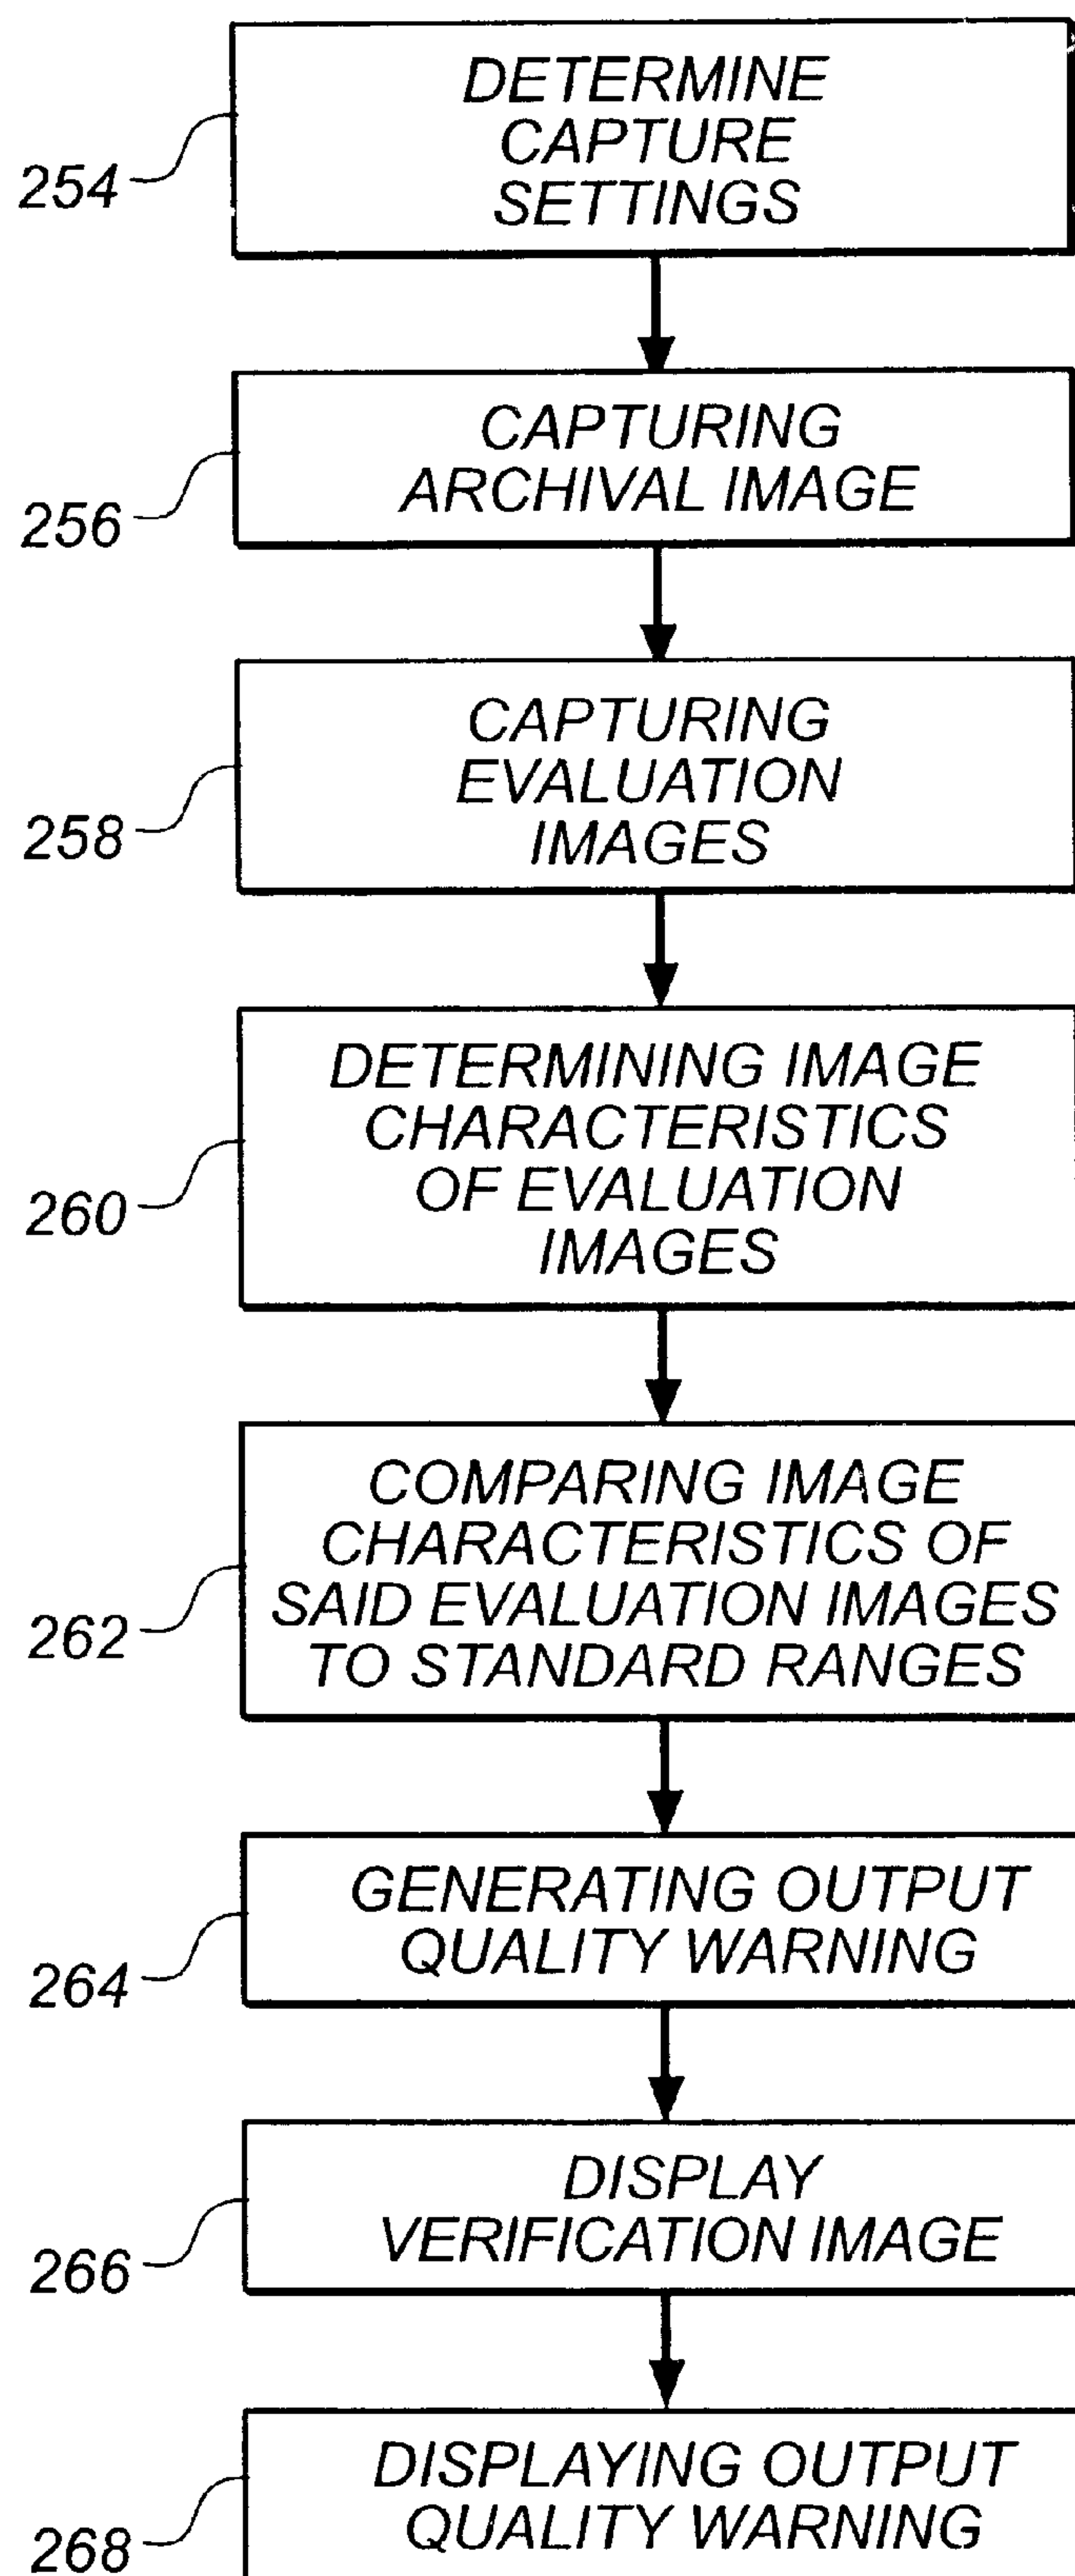 DETERMINE
CAPTURE
SETTINGS
254
CAPTURING
ARCHIVAL IMAGE
256
CAPTURING
EVALUATION
IMAGES
258
DETERMINING IMAGE
CHARACTERISTICS
OF EVALUATION
IMAGES
260
COMPARING IMAGE
CHARACTERISTICS OF
SAID EVALUATION IMAGES
TO STANDARD RANGES
262
GENERATING OUTPUT
QUALITY WARNING
264
DISPLAY
VERIFICATION IMAGE
266
DISPLAYING OUTPUT
QUALITY WARNING
268